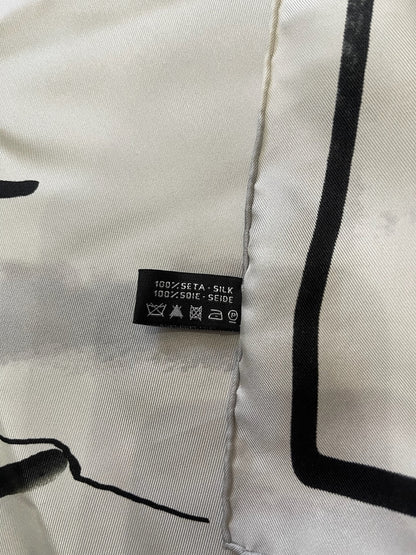 100% SETA - SILK
100% SOIE - SEIDE
P